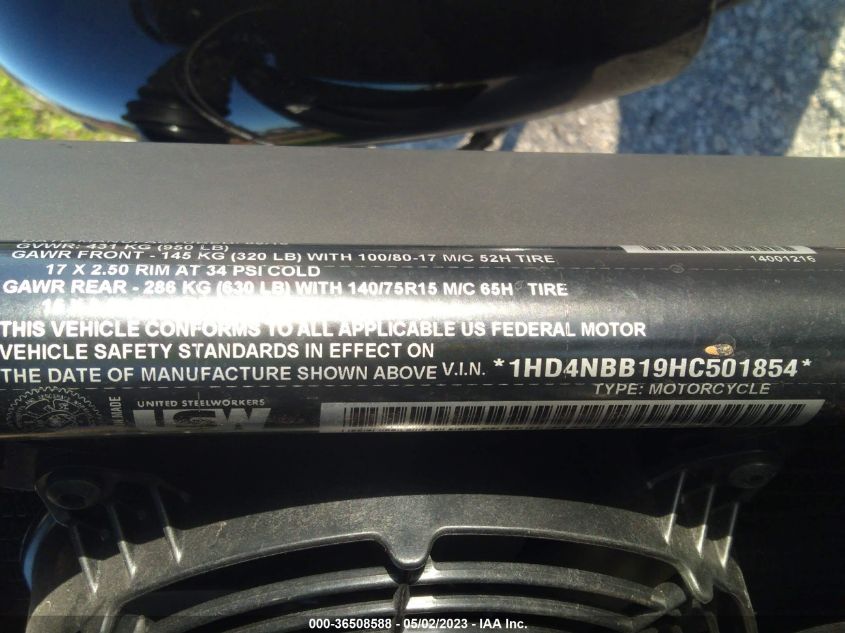 GVWR: 431 KG (950 LB)
GAWR FRONT - 145 KG (320 LB) WITH 100/80-17 M/C 52H TIRE
17 X 2.50 RIM AT 34 PSI COLD
14001216
GAWR REAR - 286 KG (630 LB) WITH 140/75R15 M/C 65H TIRE
THIS VEHICLE CONFORMS TO ALL APPLICABLE US FEDERAL MOTOR
VEHICLE SAFETY STANDARDS IN EFFECT ON
THE DATE OF MANUFACTURE SHOWN ABOVE V.I.N. *1HD4NBB19HC501854*
TYPE: MOTORCYCLE
MADE
UNITED STEELWORKERS
USW
000-36508588 - 05/02/2023 - IAA Inc.